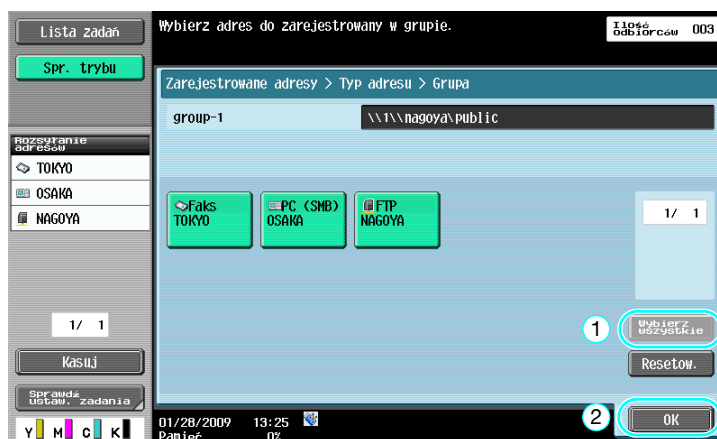 Lista zadań
Spr. trybu
Wybierz adres do zarejestrowany w grupie.
Ilość
odbiorców 003
Zarejestrowane adresy > Typ adresu > Grupa
group-1
\\1\\nagoya\public
Rozsyłanie
adresów
TOKYO
OSAKA
NAGOYA
Faks
TOKYO
PC (SMB)
OSAKA
FTP
NAGOYA
1/ 1
1
Wybierz
wszystkie
Resetow.
2
OK
1/ 1
Kasuj
Sprawdź
ustaw. zadania
Y M C K
01/28/2009 13:25
Pamięć 0%